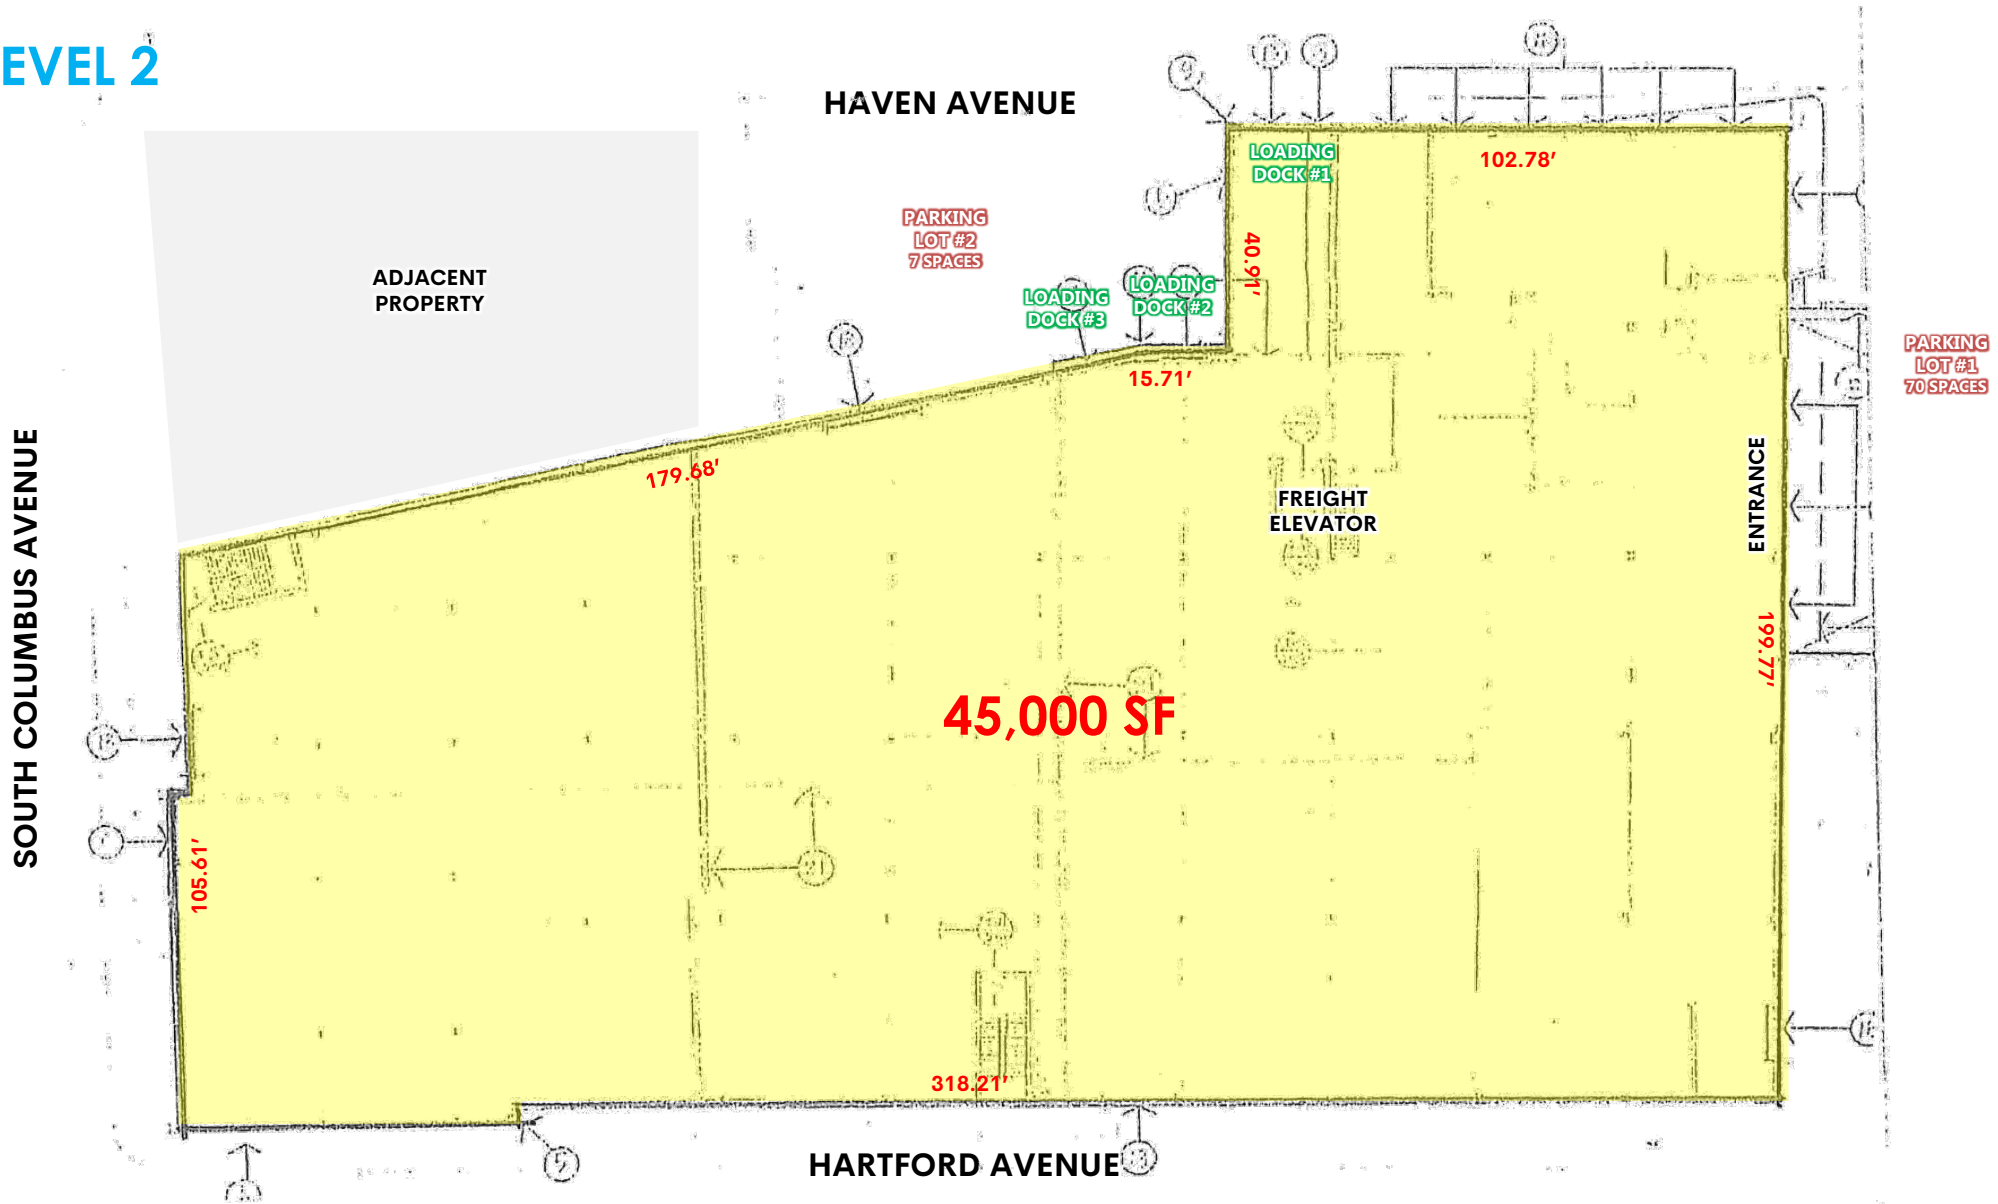 EVEL 2
HAVEN AVENUE
LOADING
DOCK #1
102.78'
PARKING
LOT #2
7 SPACES
40.91'
ADJACENT
PROPERTY
LOADING
DOCK #3
LOADING
DOCK #2
15.71'
PARKING
LOT #1
70 SPACES
179.68'
FREIGHT
ELEVATOR
ENTRANCE
SOUTH COLUMBUS AVENUE
199.77'
45,000 SF
105.61'
318.21'
HARTFORD AVENUE